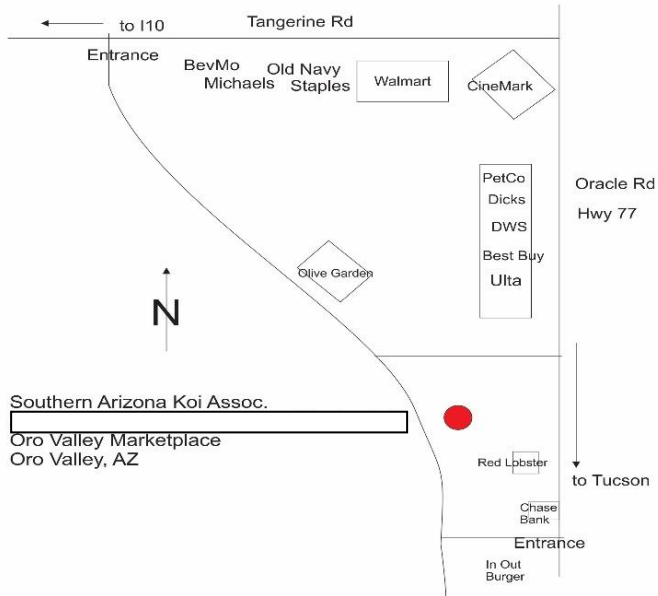 Tangerine Rd
to I10
Entrance
BevMo
Michaels
Old Navy
Staples
Walmart
CineMark
PetCo
Dicks
DWS
Best Buy
Ulta
Oracle Rd
Hwy 77
Olive Garden
N
Southern Arizona Koi Assoc.
Oro Valley Marketplace
Oro Valley, AZ
Red Lobster
to Tucson
Chase
Bank
Entrance
In Out
Burger